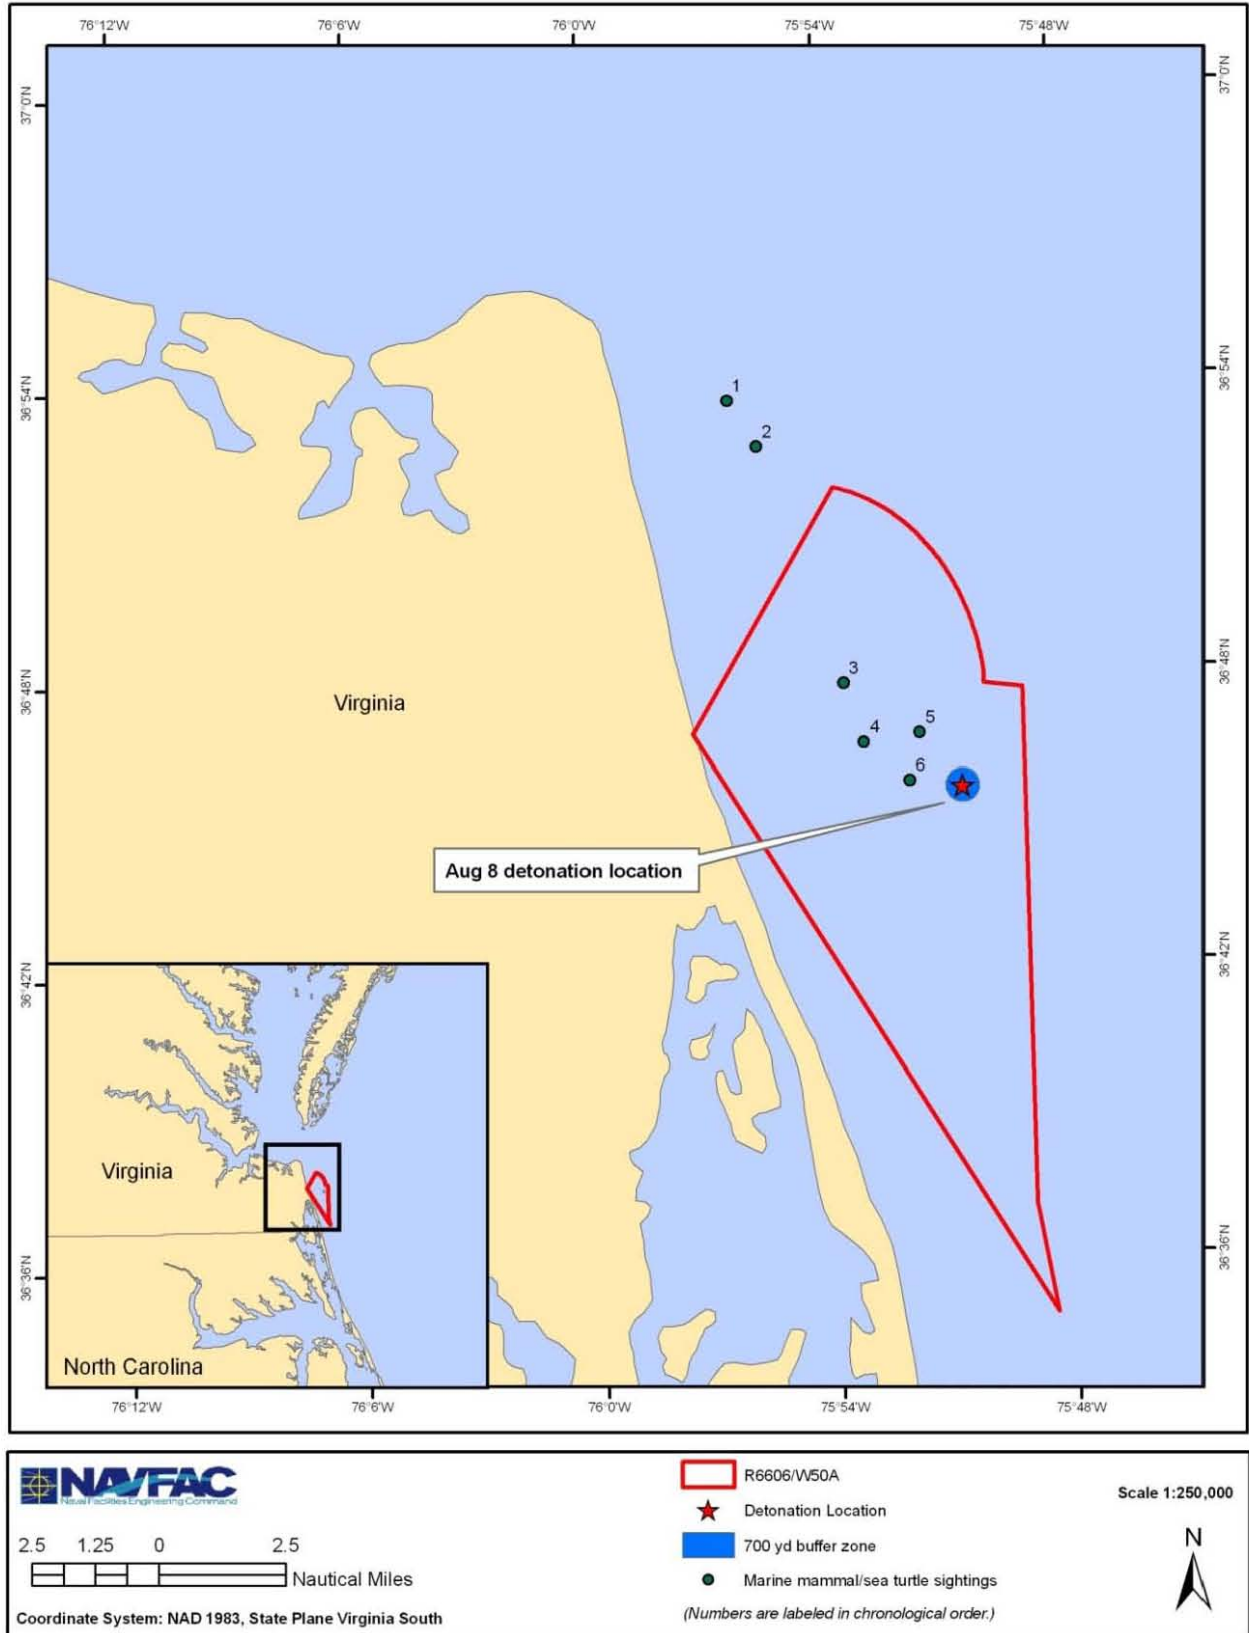 76°12'W 76°6'W 76°0'W 75°54'W 75°48'W
37°0'N
37°0'N
36°54'N
36°54'N
1
2
36°48'N
36°48'N
3
Virginia
5
4
6
Aug 8 detonation location
36°42'N
36°42'N
Virginia
36°36'N
36°36'N
North Carolina
76°12'W 76°6'W 76°0'W 75°54'W 75°48'W
NAVFAC
Naval Facilities Engineering Command
2.5 1.25 0 2.5
Nautical Miles
Coordinate System: NAD 1983, State Plane Virginia South
R6606/W50A
Detonation Location
700 yd buffer zone
Marine mammal/sea turtle sightings
(Numbers are labeled in chronological order.)
Scale 1:250,000
N